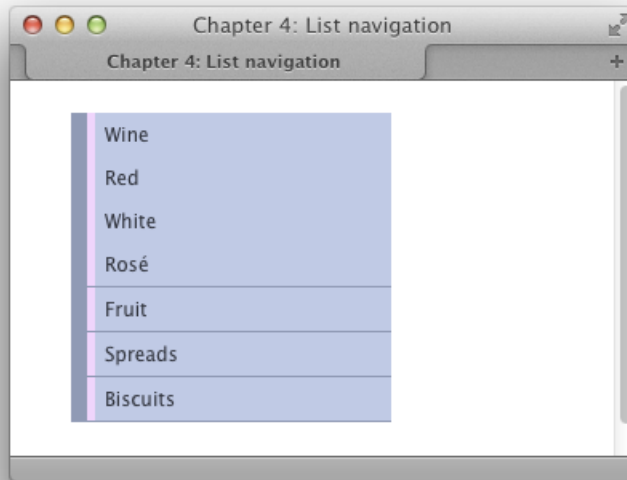 Chapter 4: List navigation
Chapter 4: List navigation
Wine
Red
White
Rosé
Fruit
Spreads
Biscuits